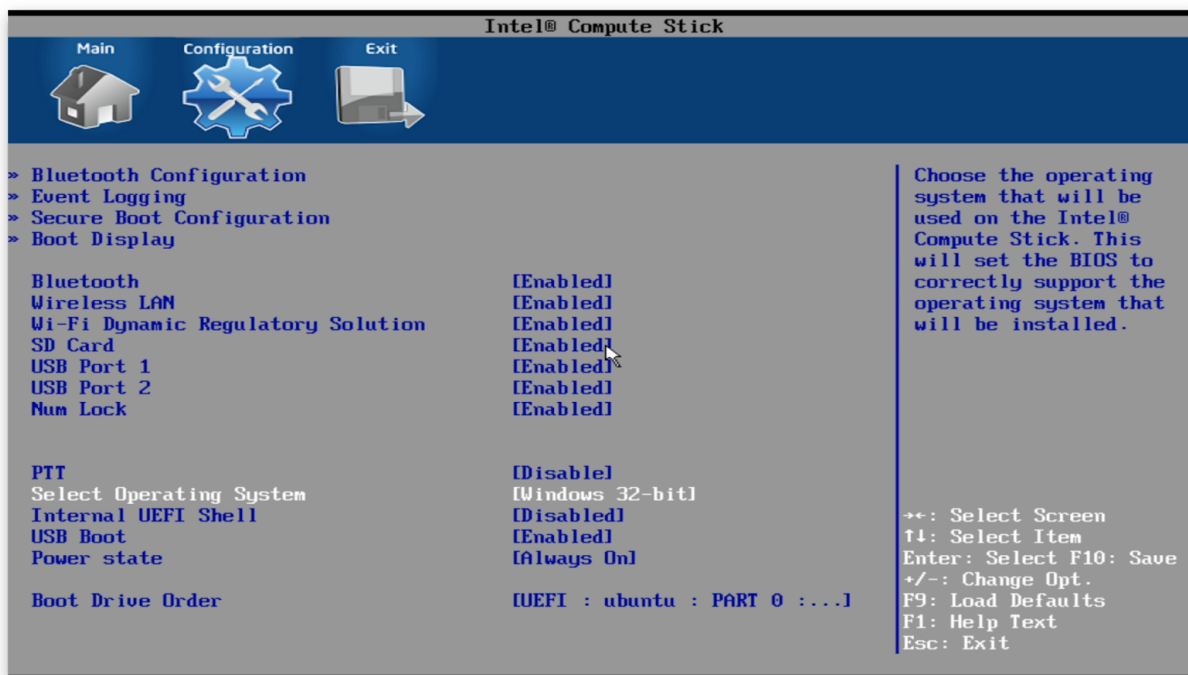 Intel® Compute Stick
Main Configuration Exit
» Bluetooth Configuration
» Event Logging
» Secure Boot Configuration
» Boot Display
Bluetooth [Enabled]
Wireless LAN [Enabled]
Wi-Fi Dynamic Regulatory Solution [Enabled]
SD Card [Enabled]
USB Port 1 [Enabled]
USB Port 2 [Enabled]
Num Lock [Enabled]
PTT [Disable]
Select Operating System [Windows 32-bit]
Internal UEFI Shell [Disabled]
USB Boot [Enabled]
Power state [Always On]
Boot Drive Order [UEFI : ubuntu : PART 0 :...]
Choose the operating
system that will be
used on the Intel®
Compute Stick. This
will set the BIOS to
correctly support the
operating system that
will be installed.
→←: Select Screen
↑↓: Select Item
Enter: Select F10: Save
+/-: Change Opt.
F9: Load Defaults
F1: Help Text
Esc: Exit